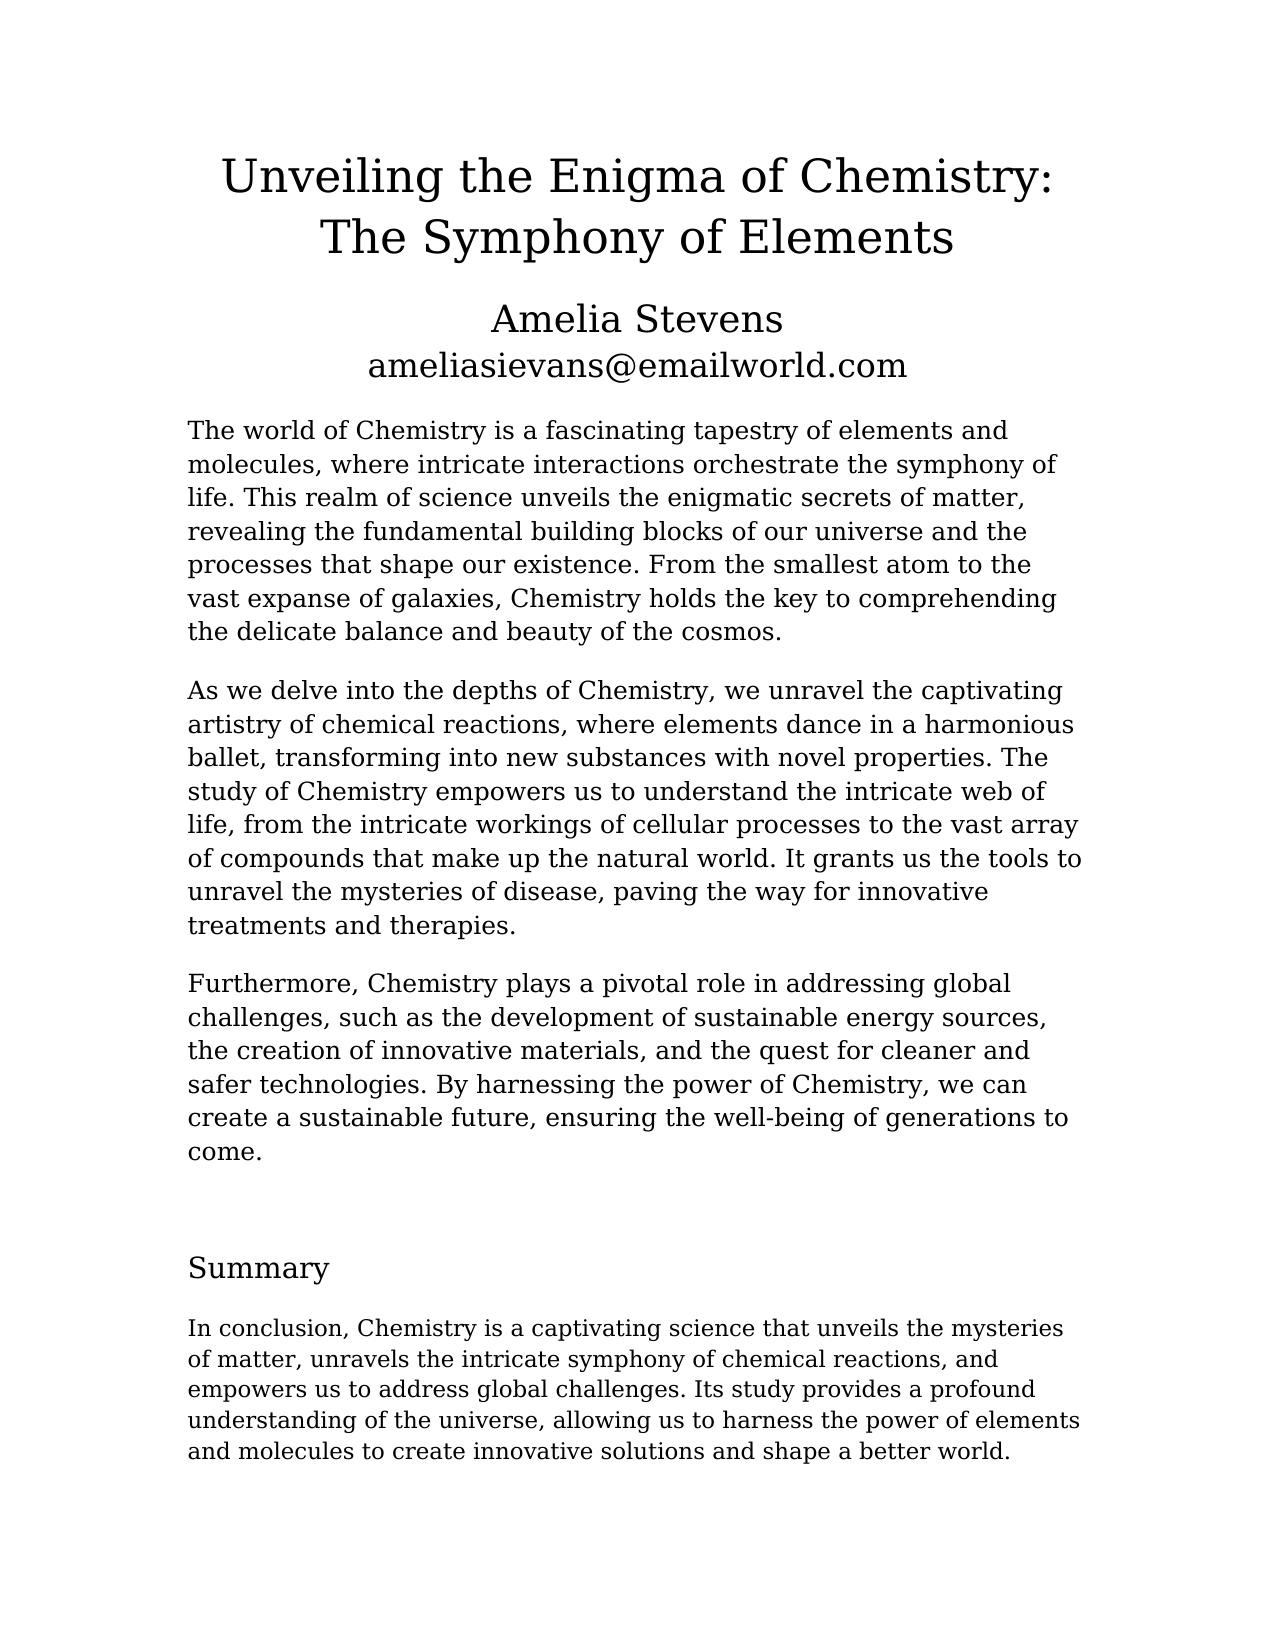 Unveiling the Enigma of Chemistry:
The Symphony of Elements
Amelia Stevens
ameliasievans@emailworld.com
The world of Chemistry is a fascinating tapestry of elements and
molecules, where intricate interactions orchestrate the symphony of
life. This realm of science unveils the enigmatic secrets of matter,
revealing the fundamental building blocks of our universe and the
processes that shape our existence. From the smallest atom to the
vast expanse of galaxies, Chemistry holds the key to comprehending
the delicate balance and beauty of the cosmos.
As we delve into the depths of Chemistry, we unravel the captivating
artistry of chemical reactions, where elements dance in a harmonious
ballet, transforming into new substances with novel properties. The
study of Chemistry empowers us to understand the intricate web of
life, from the intricate workings of cellular processes to the vast array
of compounds that make up the natural world. It grants us the tools to
unravel the mysteries of disease, paving the way for innovative
treatments and therapies.
Furthermore, Chemistry plays a pivotal role in addressing global
challenges, such as the development of sustainable energy sources,
the creation of innovative materials, and the quest for cleaner and
safer technologies. By harnessing the power of Chemistry, we can
create a sustainable future, ensuring the well-being of generations to
come.
Summary
In conclusion, Chemistry is a captivating science that unveils the mysteries
of matter, unravels the intricate symphony of chemical reactions, and
empowers us to address global challenges. Its study provides a profound
understanding of the universe, allowing us to harness the power of elements
and molecules to create innovative solutions and shape a better world.